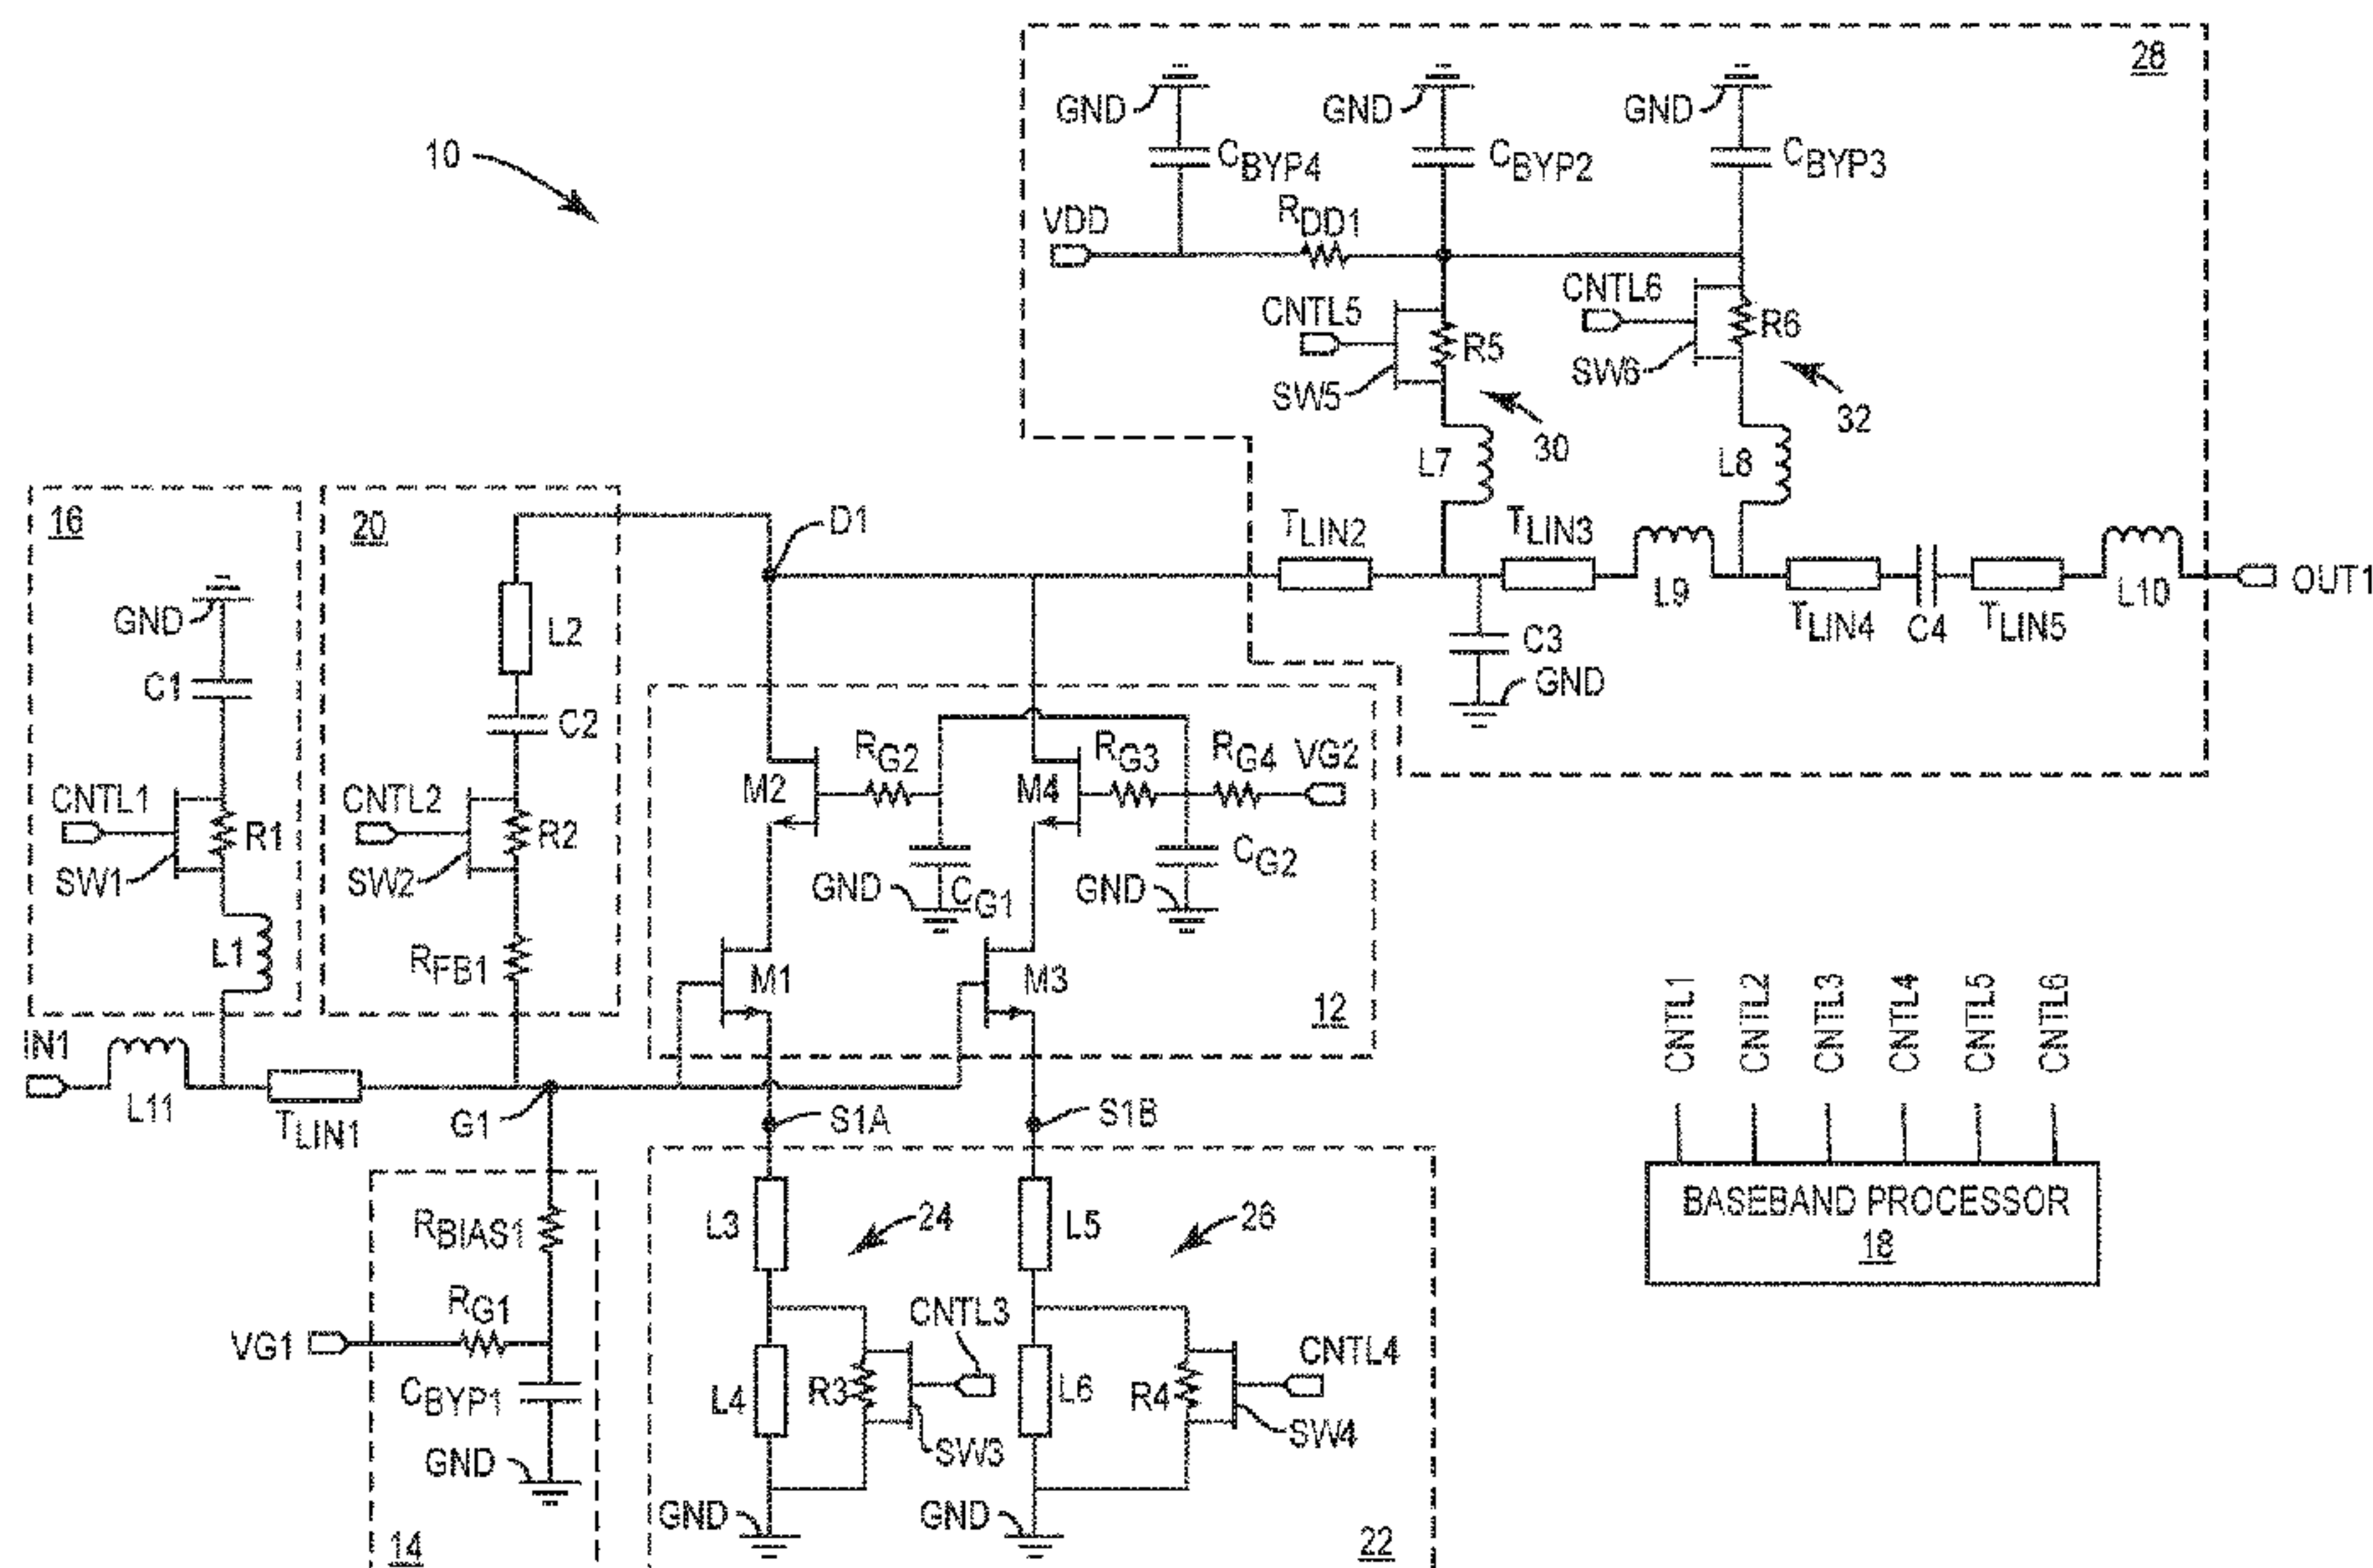 28
GND
GND
GND
10
CBYP4
CBYP2
CBYP3
VDD
RDD1
CNTL5
CNTL6
R5
R6
SW5
SW6
30
32
L7
L8
16
20
D1
TLIN2
TLIN3
L9
TLIN4
C4
TLIN5
L10
OUT1
GND
L2
C1
C2
C3
GND
CNTL1
CNTL2
R1
R2
SW1
SW2
M2
RG2
M4
RG3
RG4
VG2
GND
CG1
GND
CG2
L1
RFB1
M1
M3
12
IN1
L11
TLIN1
G1
S1A
S1B
CNTL1
CNTL2
CNTL3
CNTL4
CNTL5
CNTL6
BASEBAND PROCESSOR
18
RBIAS1
RG1
VG1
CBYP1
GND
14
L3
24
L5
26
CNTL3
CNTL4
L4
R3
SW3
L6
R4
SW4
GND
GND
22